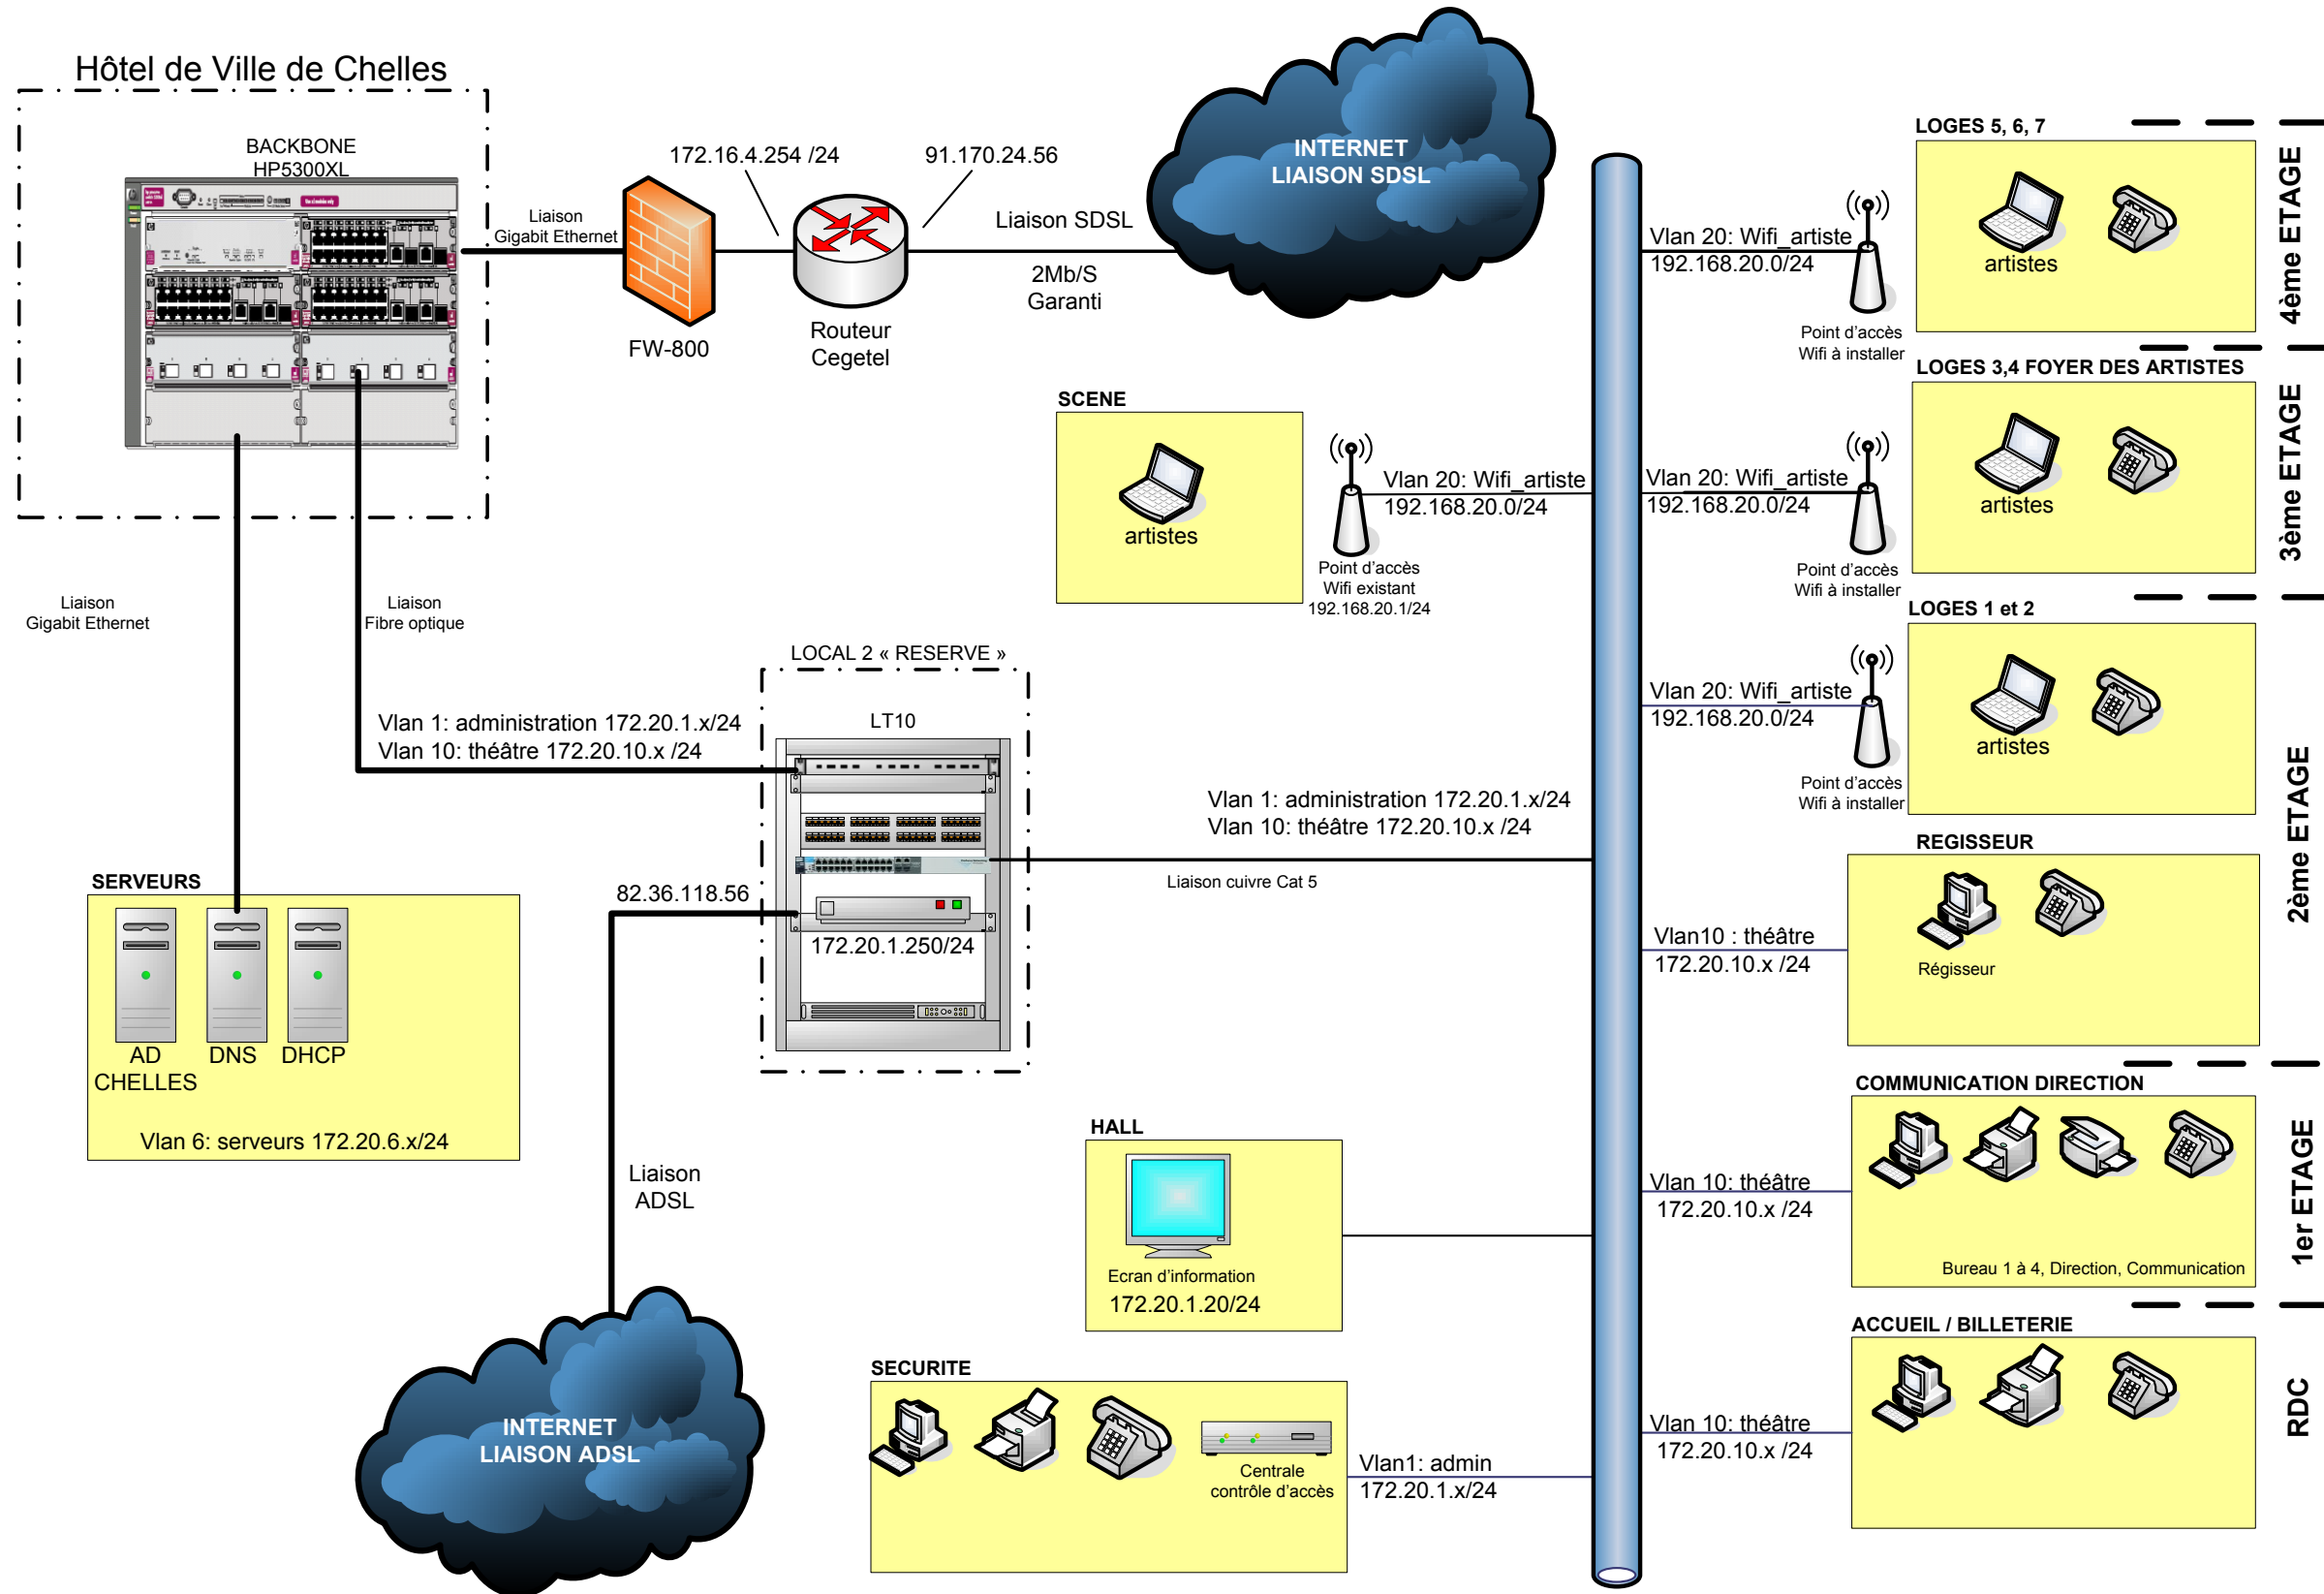 Hôtel de Ville de Chelles
BACKBONE
HP5300XL
Liaison
Gigabit Ethernet
172.16.4.254 /24
91.170.24.56
FW-800
Routeur
Cegetel
Liaison SDSL
2Mb/S
Garanti
INTERNET
LIAISON SDSL
Liaison
Gigabit Ethernet
Liaison
Fibre optique
Vlan 1: administration 172.20.1.x/24
Vlan 10: théâtre 172.20.10.x /24
SERVEURS
AD
CHELLES
DNS
DHCP
Vlan 6: serveurs 172.20.6.x/24
LOCAL 2 « RESERVE »
LT10
172.20.1.250/24
82.36.118.56
Liaison
ADSL
INTERNET
LIAISON ADSL
Vlan 1: administration 172.20.1.x/24
Vlan 10: théâtre 172.20.10.x /24
Liaison cuivre Cat 5
SCENE
artistes
Point d'accès
Wifi existant
192.168.20.1/24
Vlan 20: Wifi_artiste
192.168.20.0/24
HALL
Ecran d'information
172.20.1.20/24
SECURITE
Centrale
contrôle d'accès
Vlan1: admin
172.20.1.x/24
LOGES 5, 6, 7
Vlan 20: Wifi_artiste
192.168.20.0/24
Point d'accès
Wifi à installer
artistes
4ème ETAGE
LOGES 3,4 FOYER DES ARTISTES
Vlan 20: Wifi_artiste
192.168.20.0/24
Point d'accès
Wifi à installer
artistes
3ème ETAGE
LOGES 1 et 2
Vlan 20: Wifi_artiste
192.168.20.0/24
Point d'accès
Wifi à installer
artistes
REGISSEUR
Vlan10 : théâtre
172.20.10.x /24
Régisseur
2ème ETAGE
COMMUNICATION DIRECTION
Vlan 10: théâtre
172.20.10.x /24
Bureau 1 à 4, Direction, Communication
1er ETAGE
ACCUEIL / BILLETERIE
Vlan 10: théâtre
172.20.10.x /24
RDC